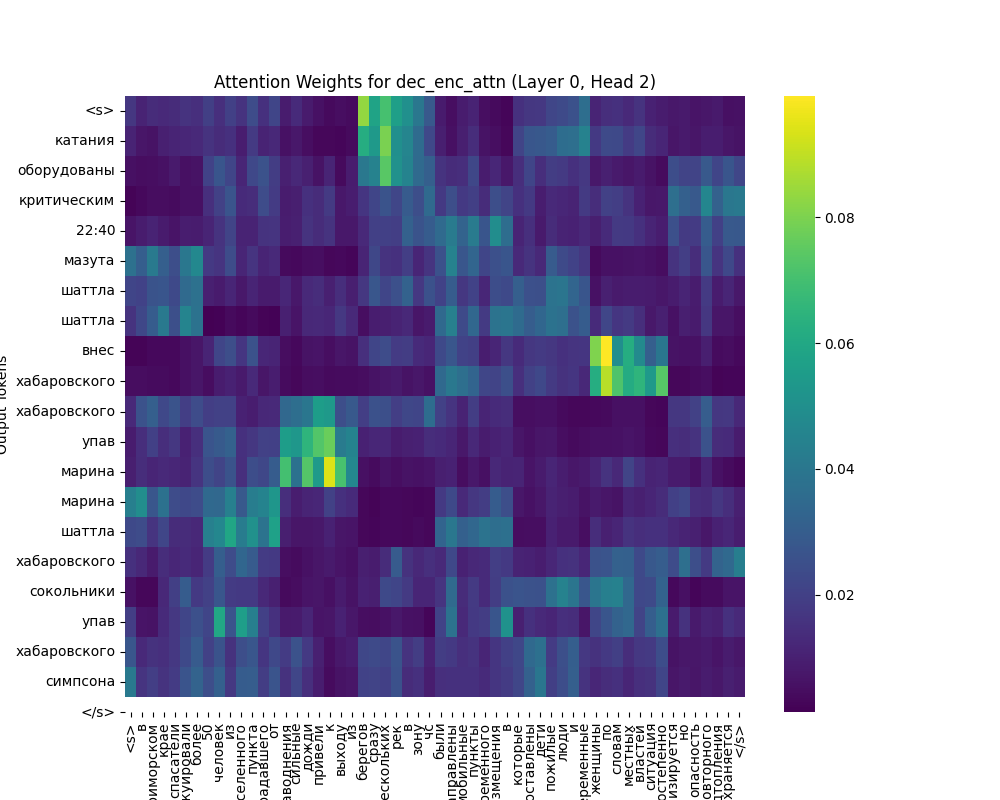 Attention Weights for dec_enc_attn (Layer 0, Head 2)
<s>
катания
оборудованы
критическим
22:40
мазута
шаттла
шаттла
внес
хабаровского
хабаровского
упав
марина
марина
шаттла
хабаровского
сокольники
упав
хабаровского
симпсона
</s>
Output Tokens
0.08
0.06
0.04
0.02
<s>
в
крае
спасатели
более
50
человек
из
пункта
от
сильные
дожди
привели
к
выходу
из
берегов
сразу
рек
в
зону
чс
были
пункты
в
которые
дети
пожилые
люди
и
женщины
по
словам
местных
властей
ситуация
но
опасность
</s>